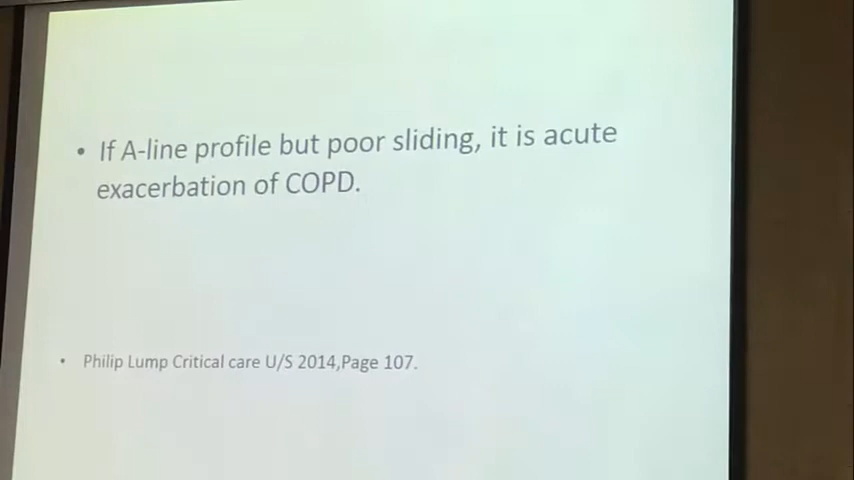 • If A-line profile but poor sliding, it is acute
exacerbation of COPD.
• Philip Lump Critical care U/S 2014,Page 107.